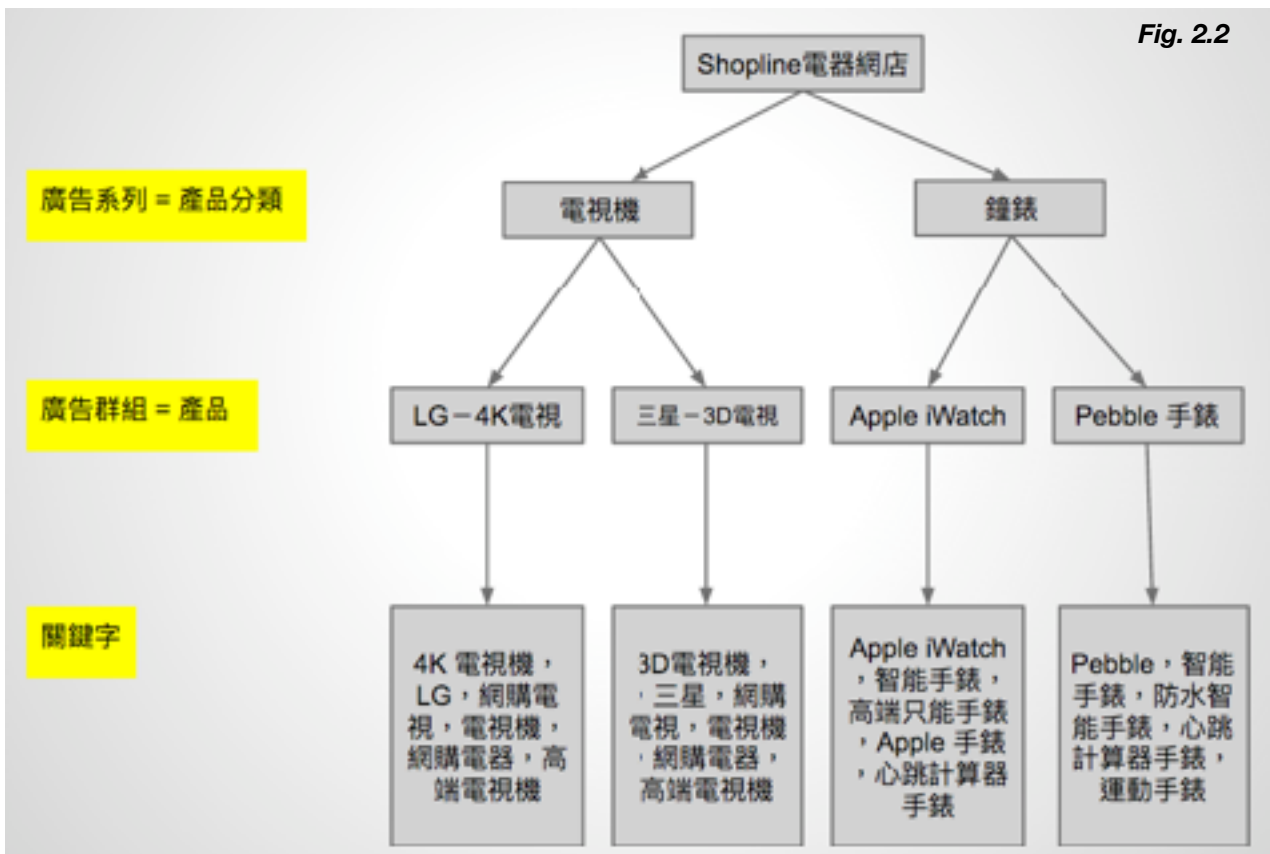 Fig. 2.2
Shopline電器網店
廣告系列 = 產品分類
電視機
鐘錶
廣告群組 = 產品
LG－4K電視
三星－3D電視
Apple iWatch
Pebble 手錶
關鍵字
4K 電視機，
LG，網購電
視，電視機，
網購電器，高
端電視機
3D電視機，
，三星，網購
電視，電視機
，網購電器，
高端電視機
Apple iWatch
，智能手錶，
高端只能手錶
，Apple 手錶
，心跳計算器
手錶
Pebble，智能
手錶，防水智
能手錶，心跳
計算器手錶，
運動手錶